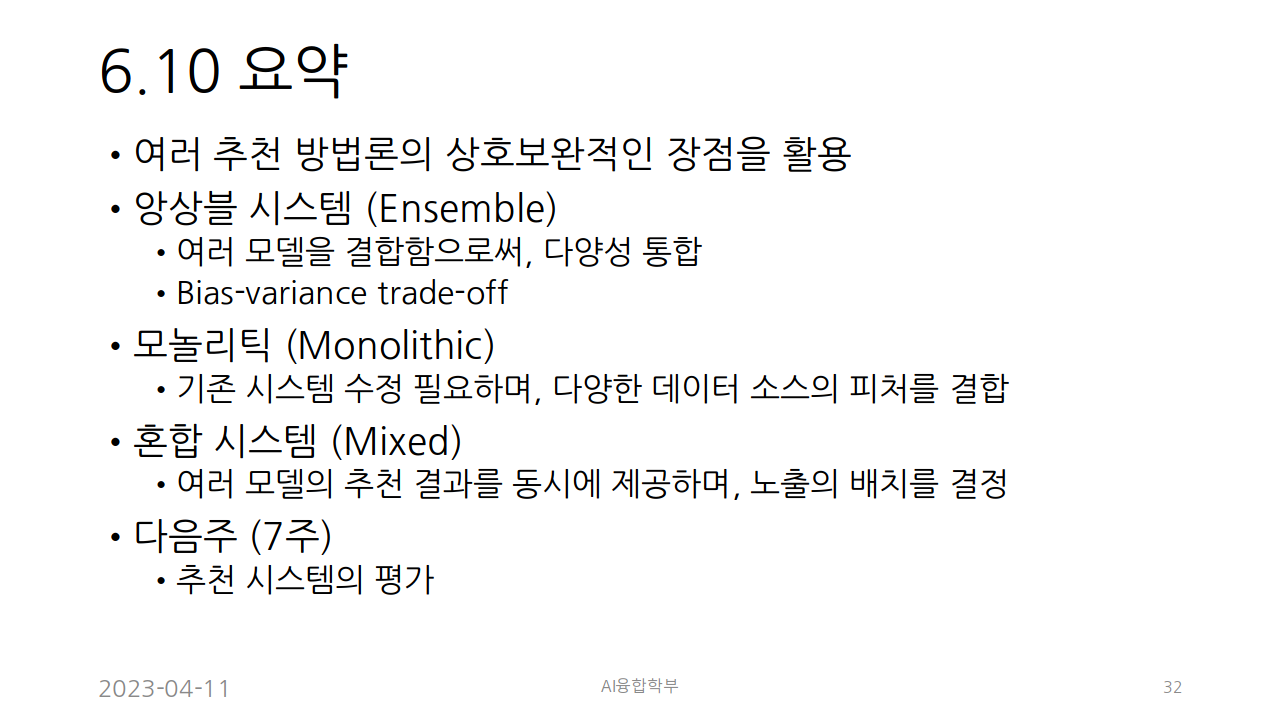 6.10 요약
• 여러 추천 방법론의 상호보완적인 장점을 활용
• 앙상블 시스템 (Ensemble)
• 여러 모델을 결합함으로써, 다양성 통합
• Bias-variance trade-off
• 모놀리틱 (Monolithic)
• 기존 시스템 수정 필요하며, 다양한 데이터 소스의 피처를 결합
• 혼합 시스템 (Mixed)
• 여러 모델의 추천 결과를 동시에 제공하며, 노출의 배치를 결정
• 다음주 (7주)
• 추천 시스템의 평가
2023-04-11
AI융합학부
32